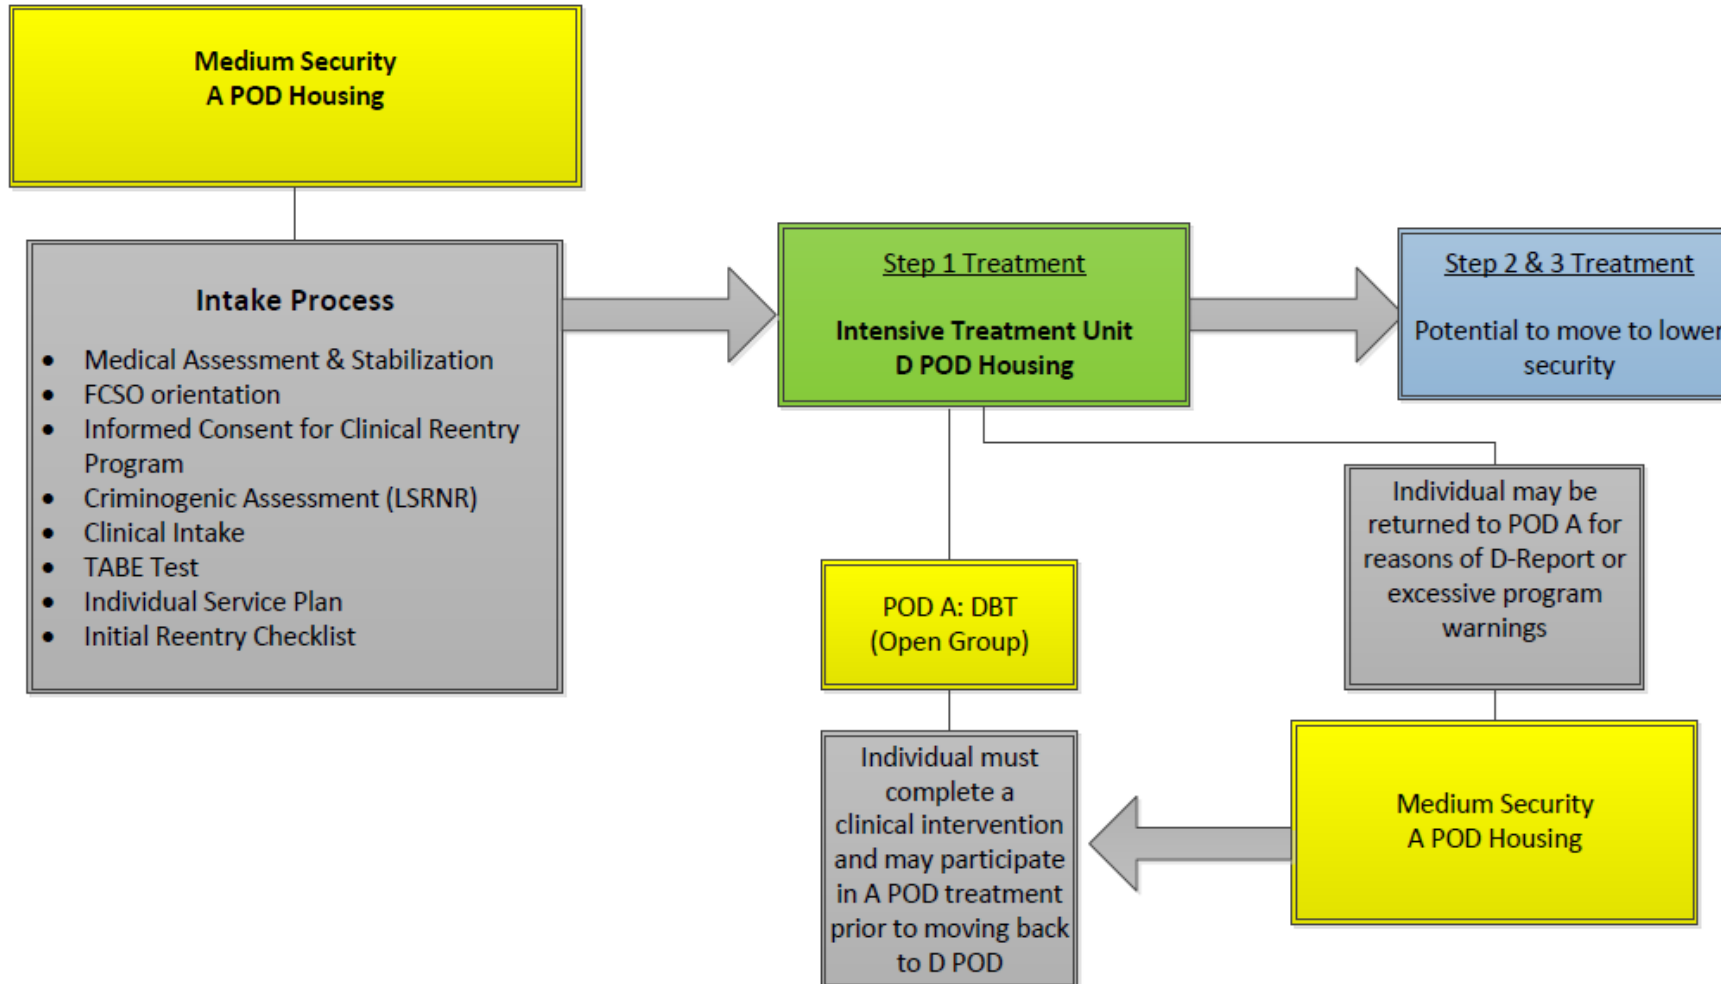 Medium Security
A POD Housing
Intake Process
• Medical Assessment & Stabilization
• FCSO orientation
• Informed Consent for Clinical Reentry
Program
• Criminogenic Assessment (LSRNR)
• Clinical Intake
• TABE Test
• Individual Service Plan
• Initial Reentry Checklist
Step 1 Treatment
Intensive Treatment Unit
D POD Housing
Step 2 & 3 Treatment
Potential to move to lower
security
POD A: DBT
(Open Group)
Individual may be
returned to POD A for
reasons of D-Report or
excessive program
warnings
Individual must
complete a
clinical intervention
and may participate
in A POD treatment
prior to moving back
to D POD
Medium Security
A POD Housing